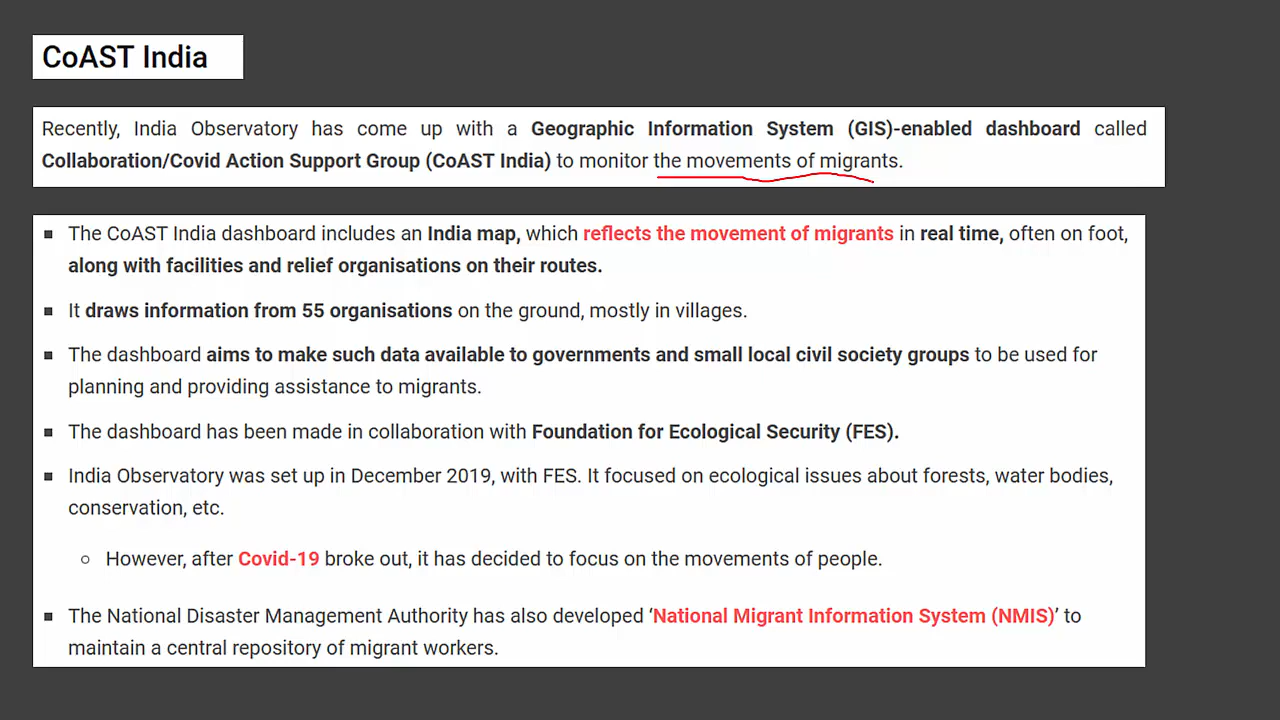 CoAST India
Recently, India Observatory has come up with a Geographic Information System (GIS)-enabled dashboard called
Collaboration/Covid Action Support Group (CoAST India) to monitor the movements of migrants.
▪ The CoAST India dashboard includes an India map, which reflects the movement of migrants in real time, often on foot,
along with facilities and relief organisations on their routes.
▪ It draws information from 55 organisations on the ground, mostly in villages.
▪ The dashboard aims to make such data available to governments and small local civil society groups to be used for
planning and providing assistance to migrants.
▪ The dashboard has been made in collaboration with Foundation for Ecological Security (FES).
▪ India Observatory was set up in December 2019, with FES. It focused on ecological issues about forests, water bodies,
conservation, etc.
○ However, after Covid-19 broke out, it has decided to focus on the movements of people.
▪ The National Disaster Management Authority has also developed ‘National Migrant Information System (NMIS)’ to
maintain a central repository of migrant workers.